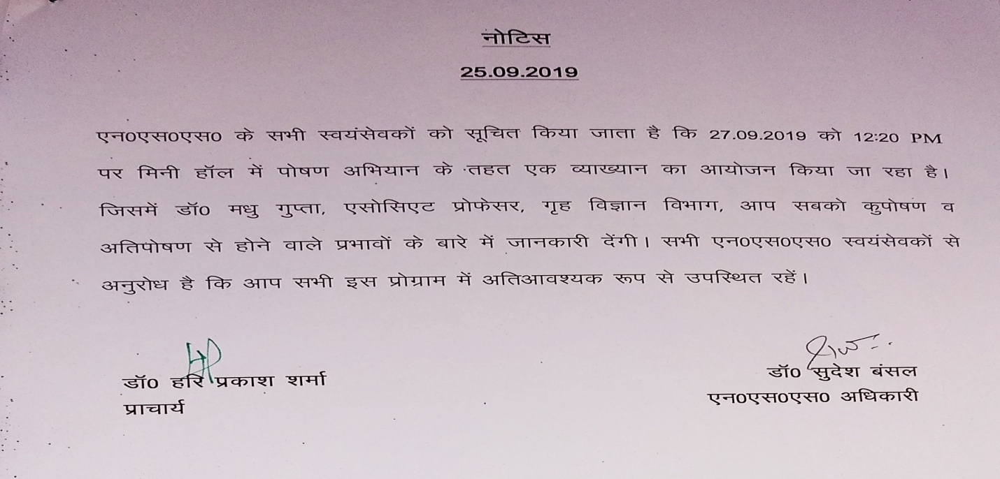 नोटिस
25.09.2019
एन0एस0एस0 के सभी स्वयंसेवकों को सूचित किया जाता है कि 27.09.2019 को 12:20 PM
पर मिनी हॉल में पोषण अभियान के तहत एक व्याख्यान का आयोजन किया जा रहा है।
जिसमें डॉ0 मधु गुप्ता, एसोसिएट प्रोफेसर, गृह विज्ञान विभाग, आप सबको कुपोषण व
अतिपोषण से होने वाले प्रभावों के बारे में जानकारी देंगी। सभी एन0एस0एस0 स्वयंसेवकों से
अनुरोध है कि आप सभी इस प्रोग्राम में अतिआवश्यक रूप से उपस्थित रहें।
डॉ0 हरि प्रकाश शर्मा
प्राचार्य
डॉ0 सुदेश बंसल
एन0एस0एस0 अधिकारी